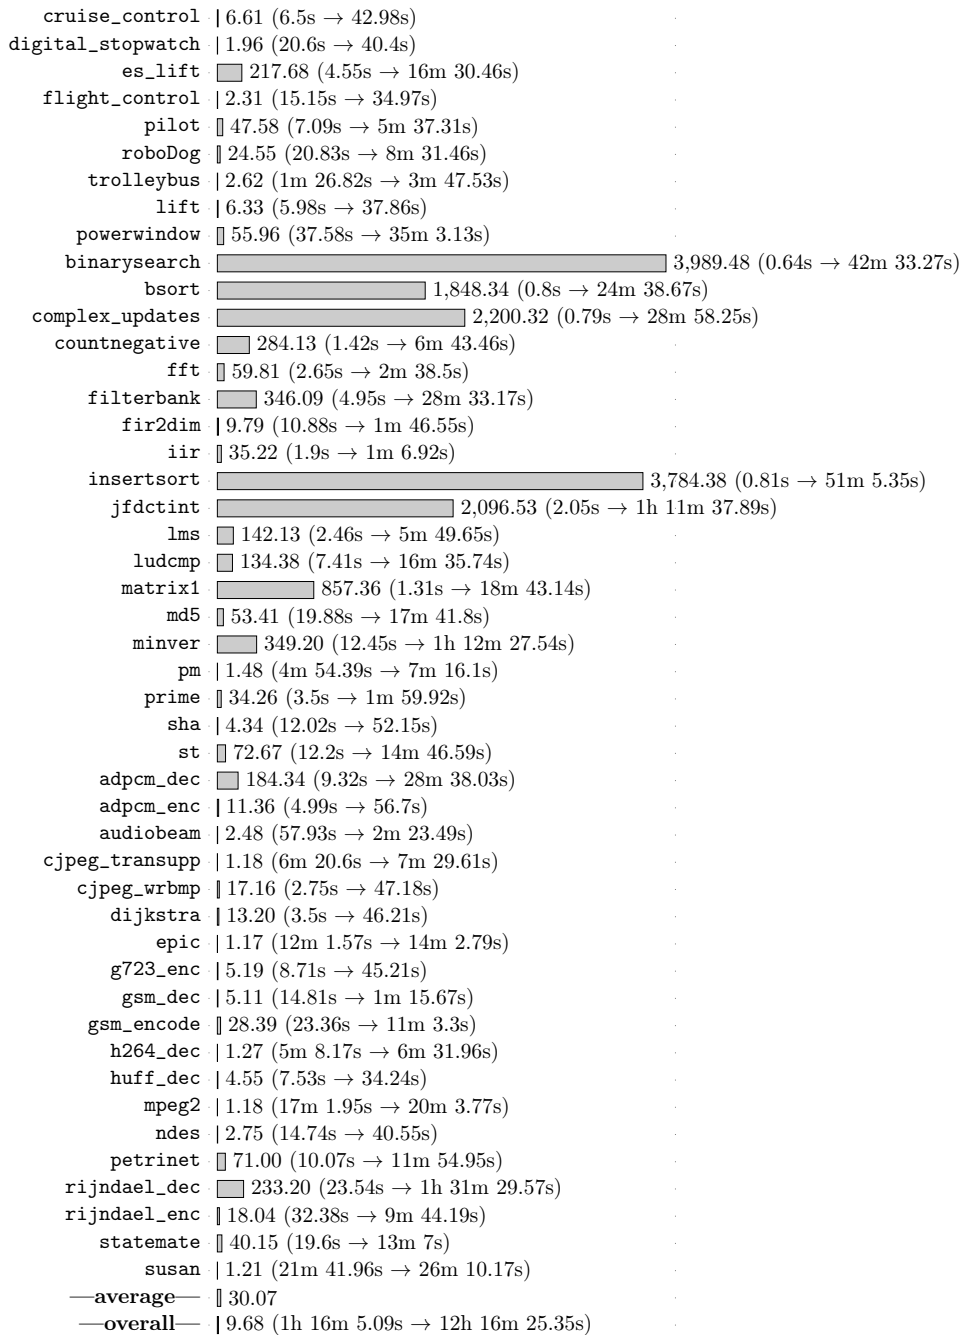 cruise_control 6.61 (6.5s → 42.98s)
digital_stopwatch 1.96 (20.6s → 40.4s)
es_lift 217.68 (4.55s → 16m 30.46s)
flight_control 2.31 (15.15s → 34.97s)
pilot 47.58 (7.09s → 5m 37.31s)
roboDog 24.55 (20.83s → 8m 31.46s)
trolleybus 2.62 (1m 26.82s → 3m 47.53s)
lift 6.33 (5.98s → 37.86s)
powerwindow 55.96 (37.58s → 35m 3.13s)
binarysearch 3,989.48 (0.64s → 42m 33.27s)
bsort 1,848.34 (0.8s → 24m 38.67s)
complex_updates 2,200.32 (0.79s → 28m 58.25s)
countnegative 284.13 (1.42s → 6m 43.46s)
fft 59.81 (2.65s → 2m 38.5s)
filterbank 346.09 (4.95s → 28m 33.17s)
fir2dim 9.79 (10.88s → 1m 46.55s)
iir 35.22 (1.9s → 1m 6.92s)
insertsort 3,784.38 (0.81s → 51m 5.35s)
jfdctint 2,096.53 (2.05s → 1h 11m 37.89s)
lms 142.13 (2.46s → 5m 49.65s)
ludcmp 134.38 (7.41s → 16m 35.74s)
matrix1 857.36 (1.31s → 18m 43.14s)
md5 53.41 (19.88s → 17m 41.8s)
minver 349.20 (12.45s → 1h 12m 27.54s)
pm 1.48 (4m 54.39s → 7m 16.1s)
prime 34.26 (3.5s → 1m 59.92s)
sha 4.34 (12.02s → 52.15s)
st 72.67 (12.2s → 14m 46.59s)
adpcm_dec 184.34 (9.32s → 28m 38.03s)
adpcm_enc 11.36 (4.99s → 56.7s)
audiobeam 2.48 (57.93s → 2m 23.49s)
cjpeg_transupp 1.18 (6m 20.6s → 7m 29.61s)
cjpeg_wrbmp 17.16 (2.75s → 47.18s)
dijkstra 13.20 (3.5s → 46.21s)
epic 1.17 (12m 1.57s → 14m 2.79s)
g723_enc 5.19 (8.71s → 45.21s)
gsm_dec 5.11 (14.81s → 1m 15.67s)
gsm_encode 28.39 (23.36s → 11m 3.3s)
h264_dec 1.27 (5m 8.17s → 6m 31.96s)
huff_dec 4.55 (7.53s → 34.24s)
mpeg2 1.18 (17m 1.95s → 20m 3.77s)
ndes 2.75 (14.74s → 40.55s)
petrinet 71.00 (10.07s → 11m 54.95s)
rijndael_dec 233.20 (23.54s → 1h 31m 29.57s)
rijndael_enc 18.04 (32.38s → 9m 44.19s)
statemate 40.15 (19.6s → 13m 7s)
susan 1.21 (21m 41.96s → 26m 10.17s)
—average— 30.07
—overall— 9.68 (1h 16m 5.09s → 12h 16m 25.35s)